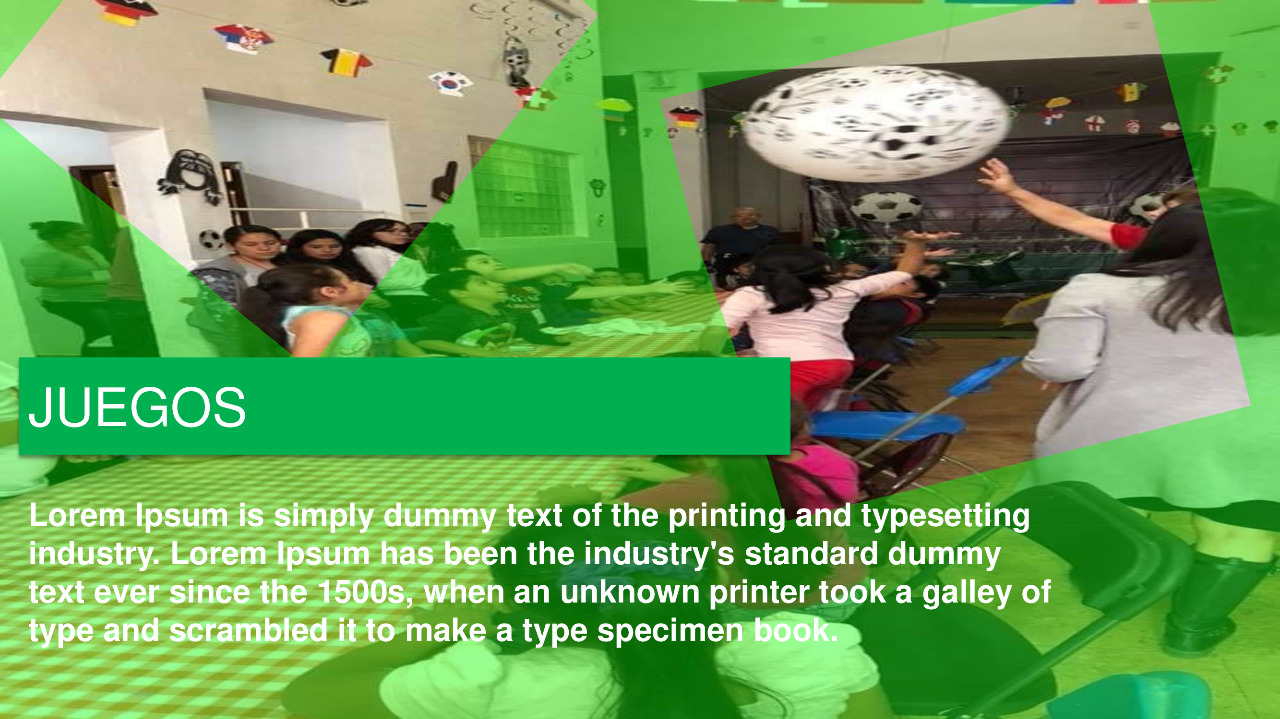 JUEGOS
Lorem Ipsum is simply dummy text of the printing and typesetting
industry. Lorem Ipsum has been the industry's standard dummy
text ever since the 1500s, when an unknown printer took a galley of
type and scrambled it to make a type specimen book.